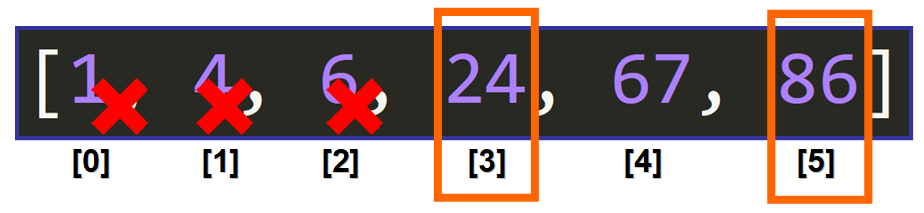 [1, 4, 6, 24, 67, 86]
[0] [1] [2] [3] [4] [5]